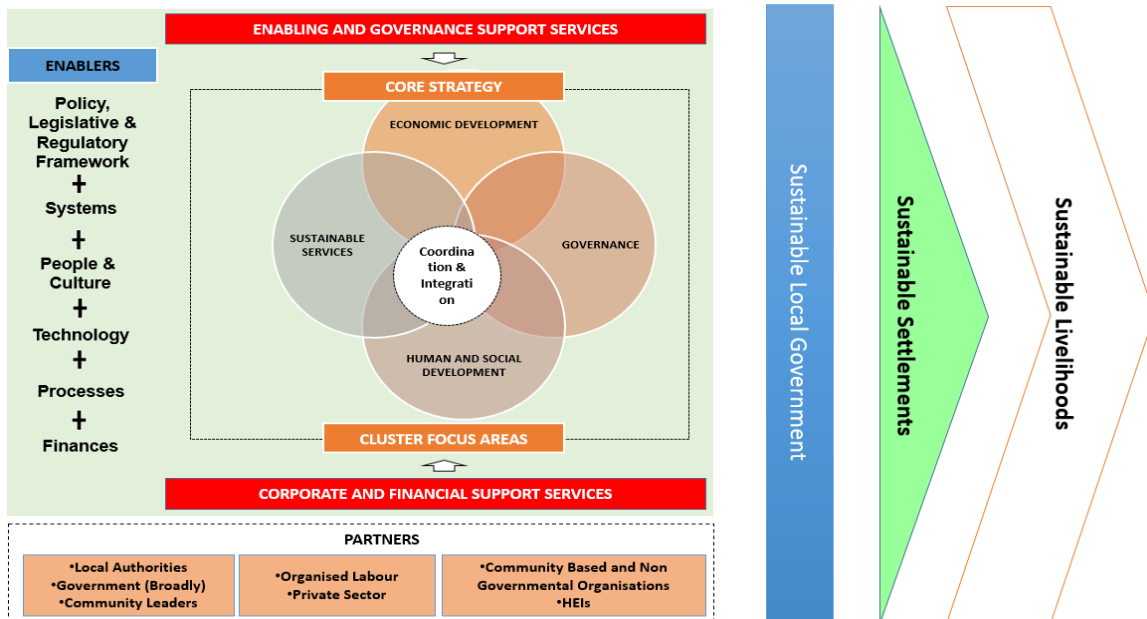 ENABLING AND GOVERNANCE SUPPORT SERVICES
ENABLERS
Policy,
Legislative &
Regulatory
Framework
+
Systems
+
People &
Culture
+
Technology
+
Processes
+
Finances
CORE STRATEGY
ECONOMIC DEVELOPMENT
SUSTAINABLE
SERVICES
Coordina
tion &
Integrati
on
GOVERNANCE
HUMAN AND SOCIAL
DEVELOPMENT
CLUSTER FOCUS AREAS
CORPORATE AND FINANCIAL SUPPORT SERVICES
PARTNERS
•Local Authorities
•Government (Broadly)
•Community Leaders
•Organised Labour
•Private Sector
•Community Based and Non
Governmental Organisations
•HEIs
Sustainable Local Government
Sustainable Settlements
Sustainable Livelihoods